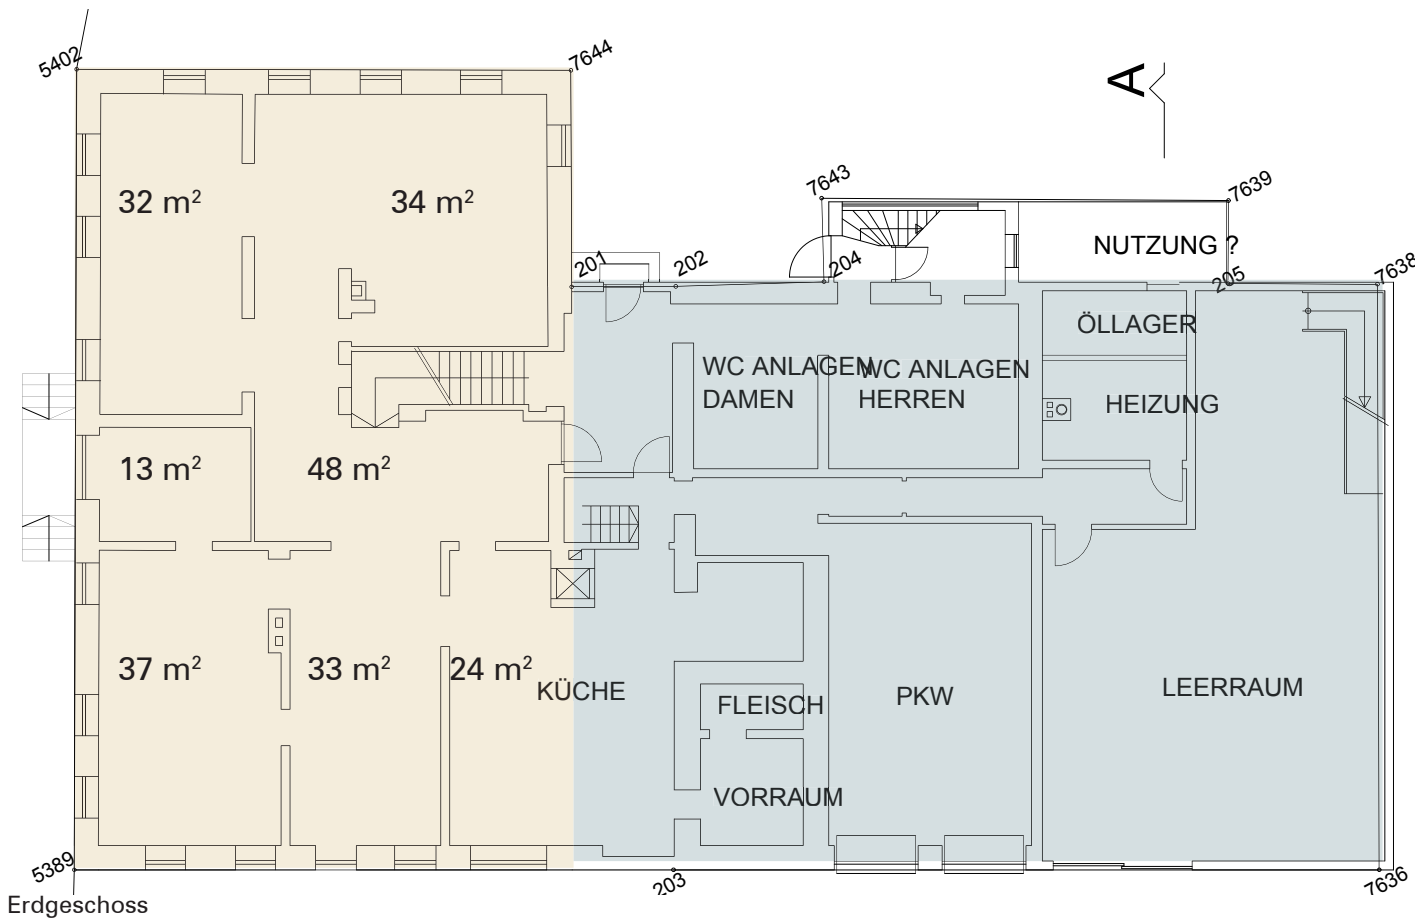 5402
7644
A
7643
7639
32 m²
34 m²
NUTZUNG ?
201
202
204
205
7638
ÖLLAGER
WC ANLAGEN
DAMEN
WC ANLAGEN
HERREN
HEIZUNG
13 m²
48 m²
37 m²
33 m²
24 m²
KÜCHE
FLEISCH
PKW
LEERRAUM
VORRAUM
5389
203
7636
Erdgeschoss